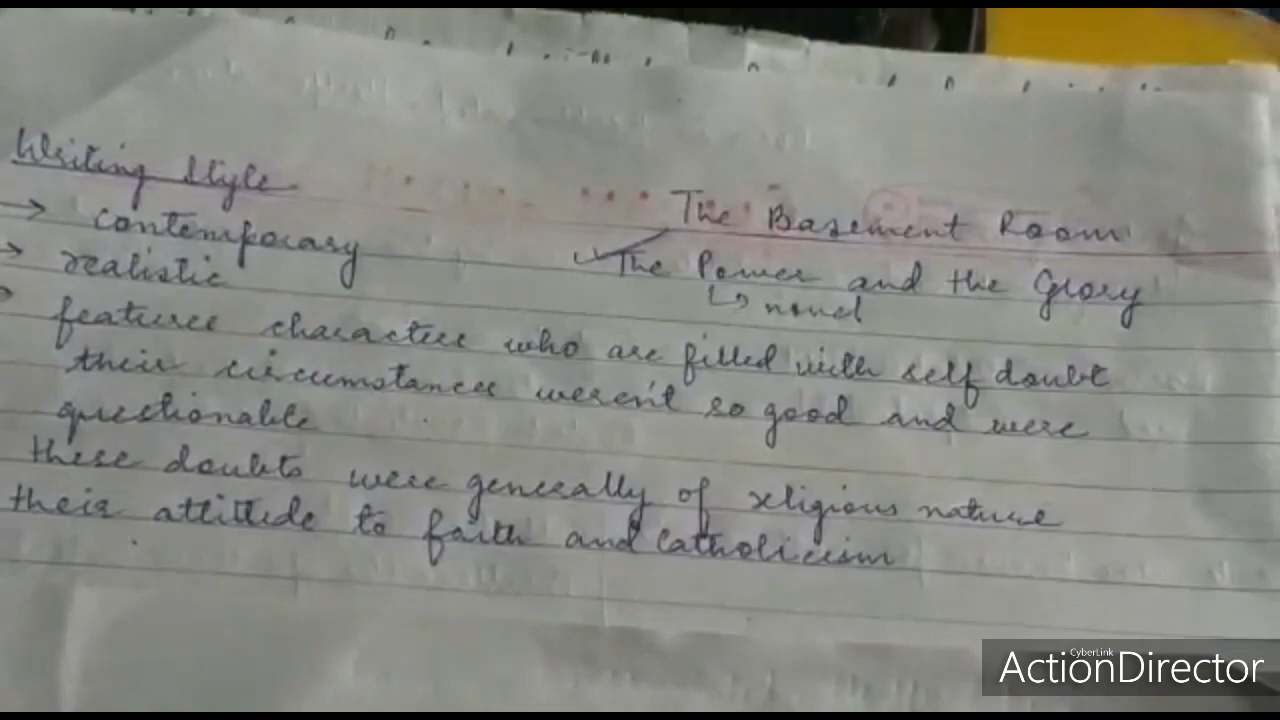 Writing Style
→ contemporary
→ realistic
The Basement Room
The Power and the Glory
↳ novel
features characters who are filled with self doubt
their circumstances weren't so good and were
questionable
these doubts were generally of religious nature
their attitude to faith and Catholicism
CyberLink
ActionDirector